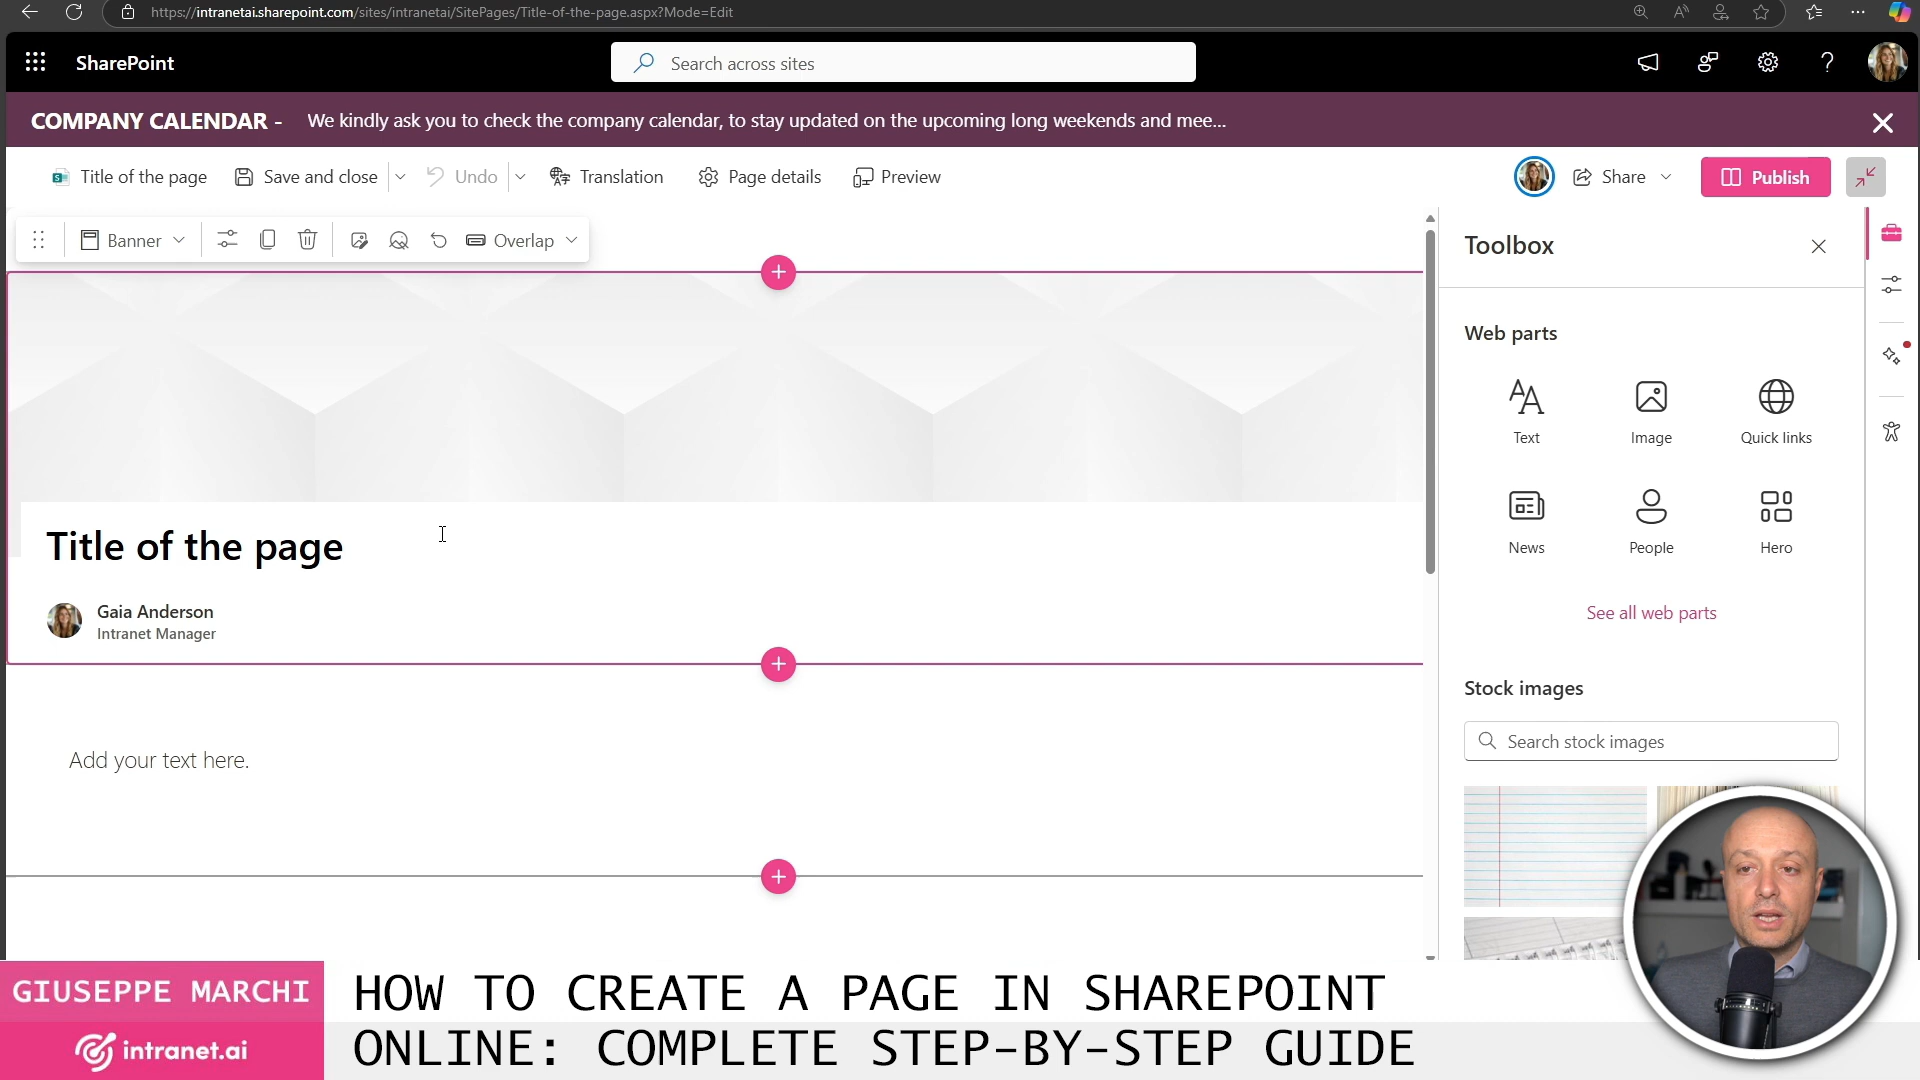 https://intranetai.sharepoint.com/sites/intranetai/SitePages/Title-of-the-page.aspx?Mode=Edit
SharePoint
Search across sites
COMPANY CALENDAR - We kindly ask you to check the company calendar, to stay updated on the upcoming long weekends and mee...
Title of the page
Save and close
Undo
Translation
Page details
Preview
Share
Publish
Banner
Overlap
Title of the page
Gaia Anderson
Intranet Manager
Add your text here.
Toolbox
Web parts
Text
Image
Quick links
News
People
Hero
See all web parts
Stock images
Search stock images
GIUSEPPE MARCHI
intranet.ai
HOW TO CREATE A PAGE IN SHAREPOINT
ONLINE: COMPLETE STEP-BY-STEP GUIDE